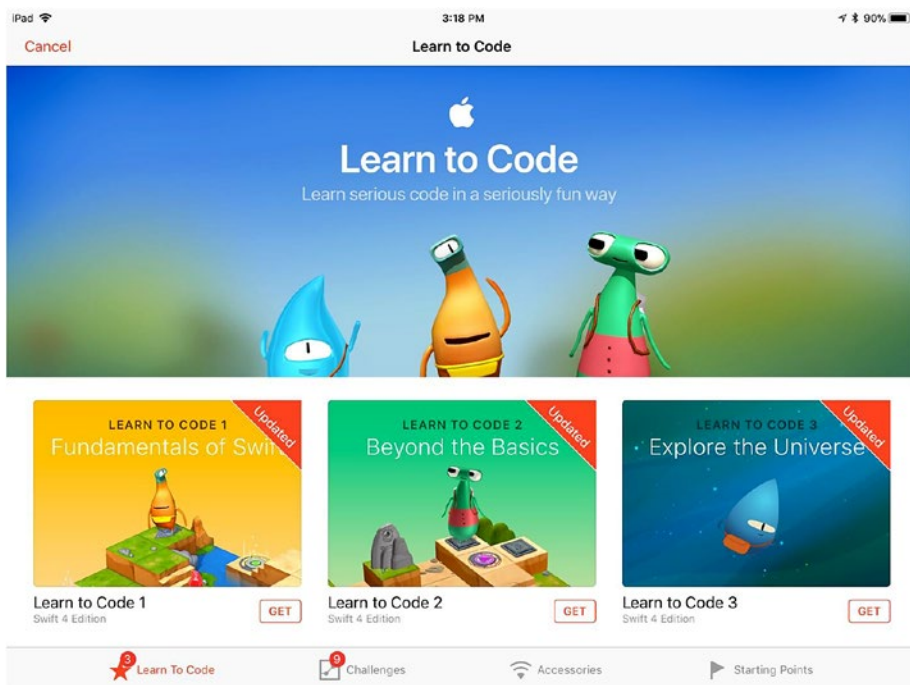 iPad
3:18 PM
90%
Cancel
Learn to Code
Learn to Code
Learn serious code in a seriously fun way
LEARN TO CODE 1
Fundamentals of Swift
Updated
LEARN TO CODE 2
Beyond the Basics
Updated
LEARN TO CODE 3
Explore the Universe
Updated
Learn to Code 1
Swift 4 Edition
GET
Learn to Code 2
Swift 4 Edition
GET
Learn to Code 3
Swift 4 Edition
GET
3
Learn To Code
9
Challenges
Accessories
Starting Points